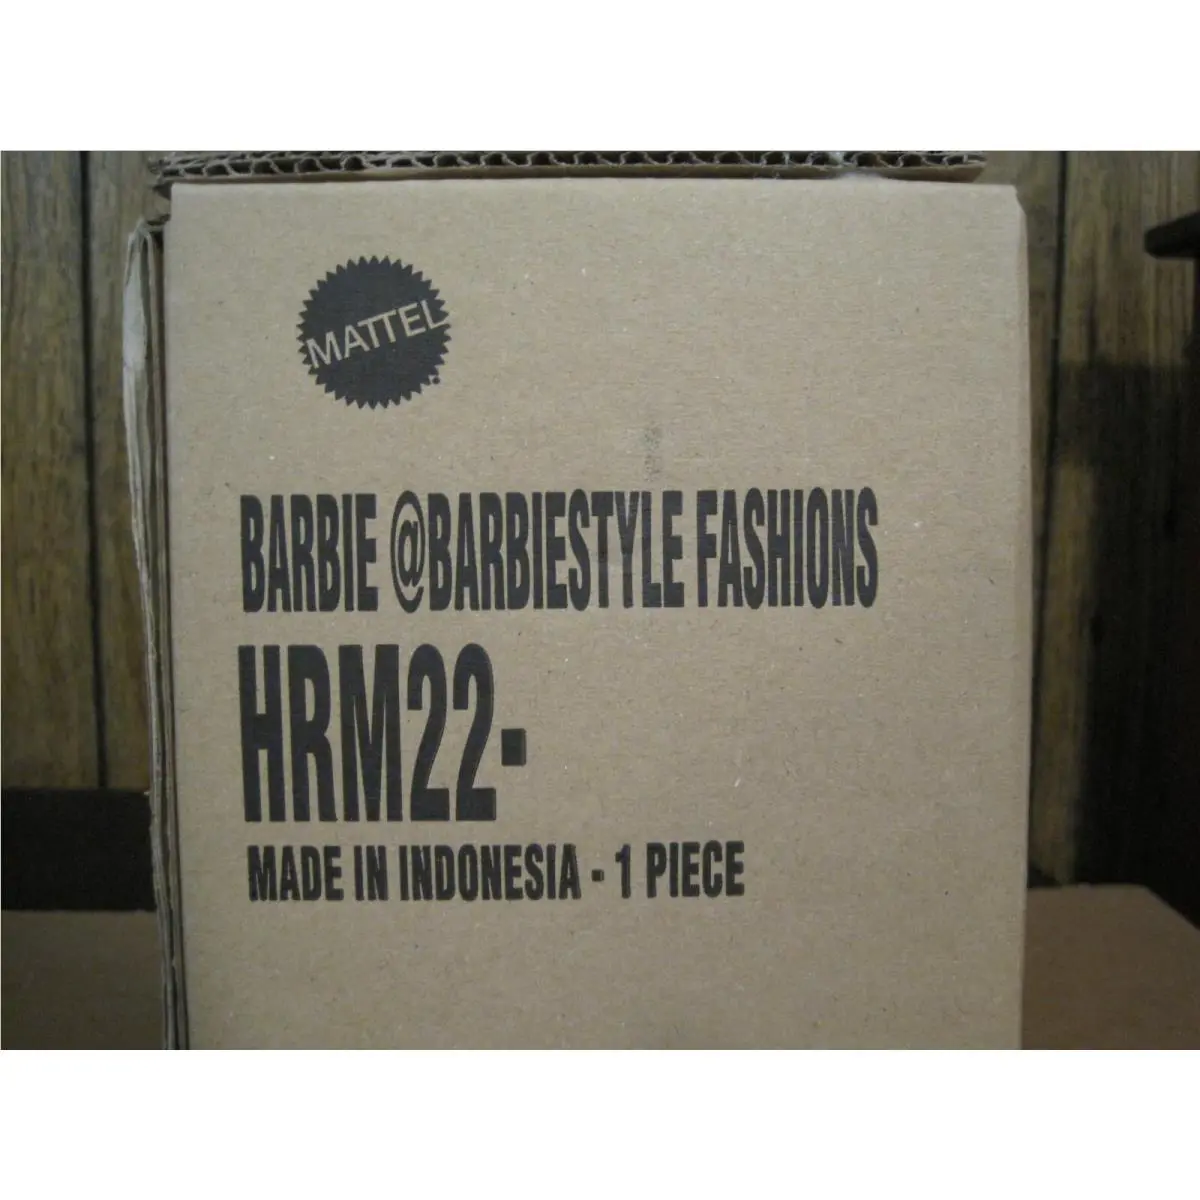 MATTEL
BARBIE @BARBIESTYLE FASHIONS
HRM22-
MADE IN INDONESIA - 1 PIECE